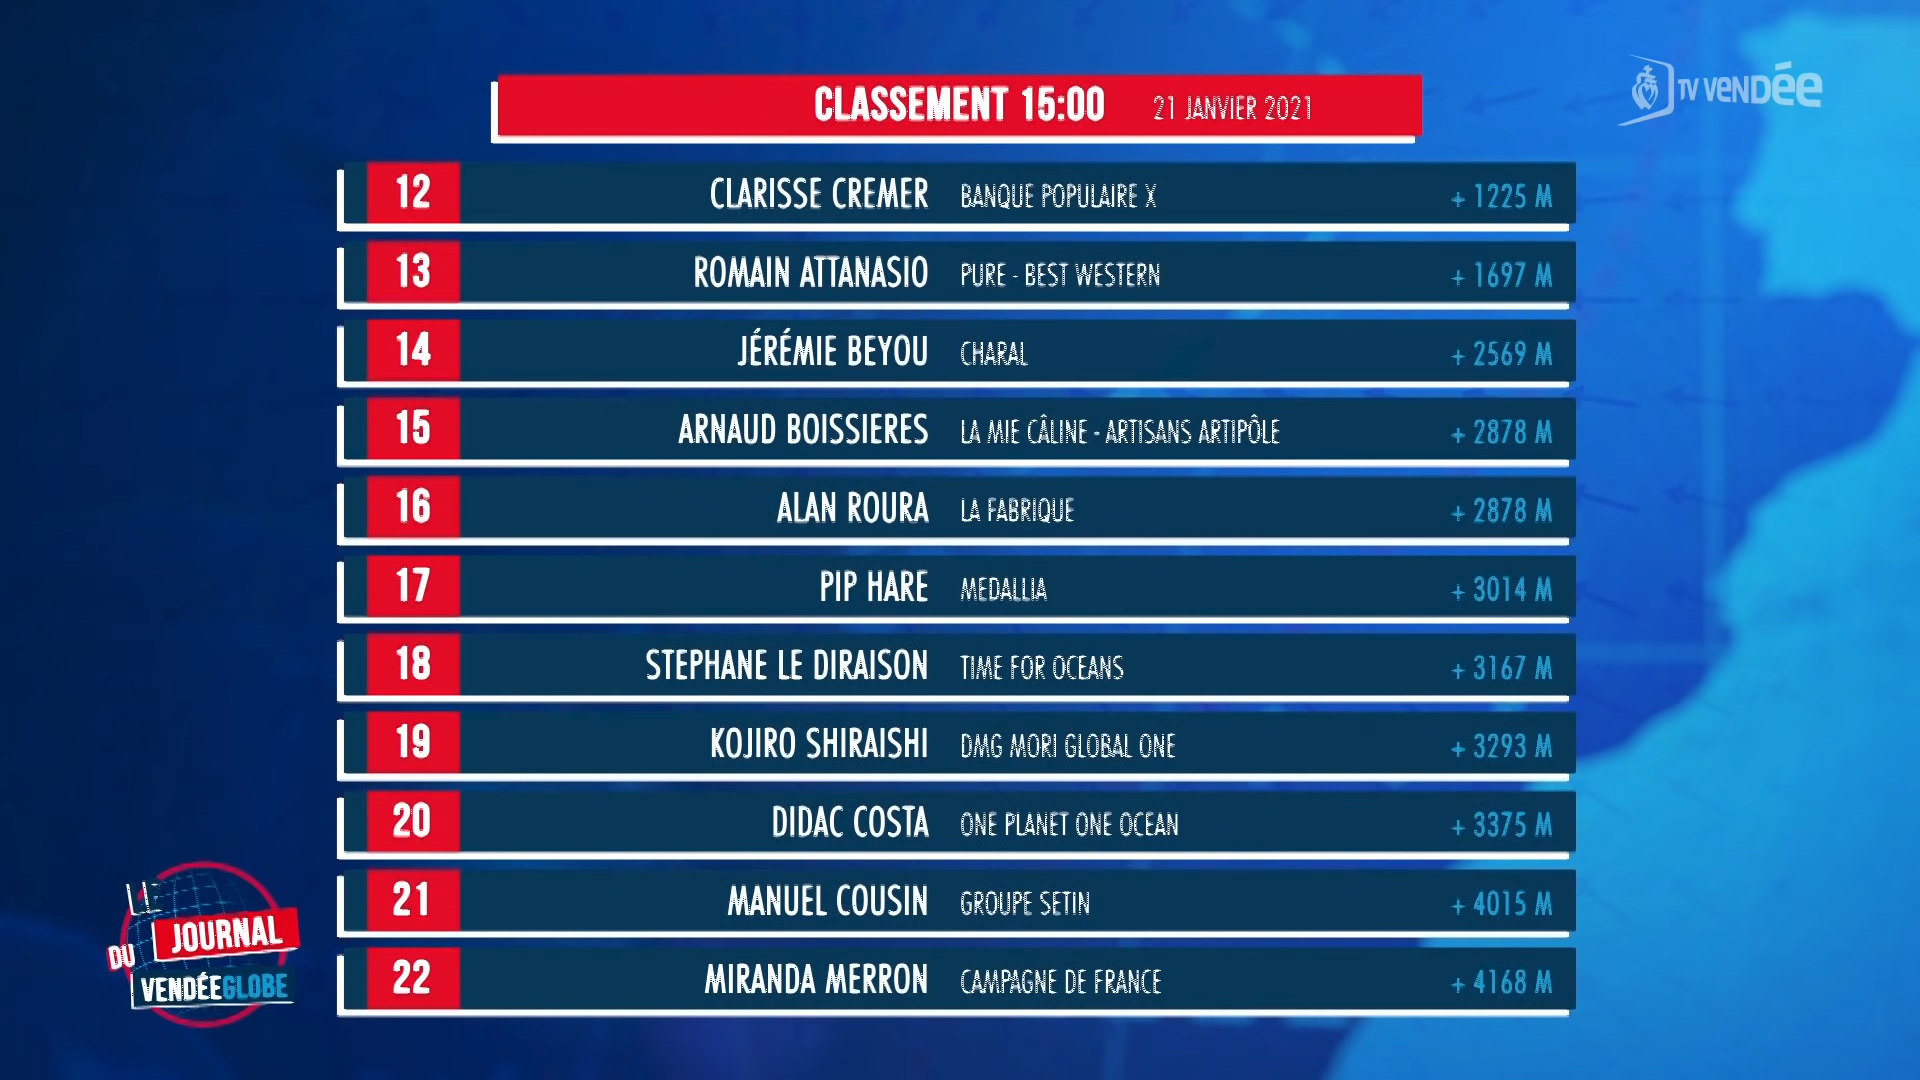 CLASSEMENT 15:00 21 JANVIER 2021
TV VENDÉE
12 CLARISSE CREMER BANQUE POPULAIRE X + 1225 M
13 ROMAIN ATTANASIO PURE - BEST WESTERN + 1697 M
14 JÉRÉMIE BEYOU CHARAL + 2569 M
15 ARNAUD BOISSIERES LA MIE CÂLINE - ARTISANS ARTIPÔLE + 2878 M
16 ALAN ROURA LA FABRIQUE + 2878 M
17 PIP HARE MEDALLIA + 3014 M
18 STEPHANE LE DIRAISON TIME FOR OCEANS + 3167 M
19 KOJIRO SHIRAISHI DMG MORI GLOBAL ONE + 3293 M
20 DIDAC COSTA ONE PLANET ONE OCEAN + 3375 M
21 MANUEL COUSIN GROUPE SETIN + 4015 M
22 MIRANDA MERRON CAMPAGNE DE FRANCE + 4168 M
LE
JOURNAL
DU
VENDÉEGLOBE